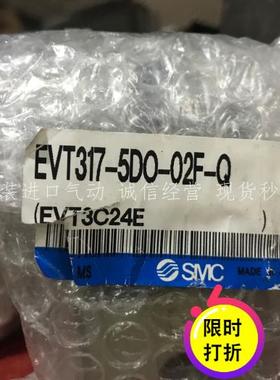 EVT317-5DO-02F-Q
装进口气动 诚信经营 现货秒
(EVT3C24E )
MS
SMC
MADE
限时
打折